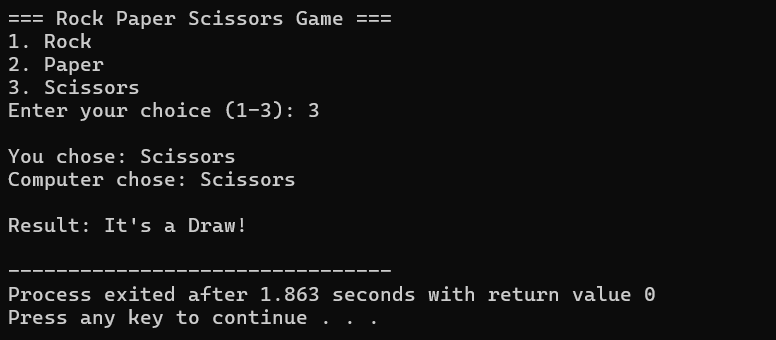 === Rock Paper Scissors Game ===
1. Rock
2. Paper
3. Scissors
Enter your choice (1-3): 3
You chose: Scissors
Computer chose: Scissors
Result: It's a Draw!
--------------------------------
Process exited after 1.863 seconds with return value 0
Press any key to continue . . .